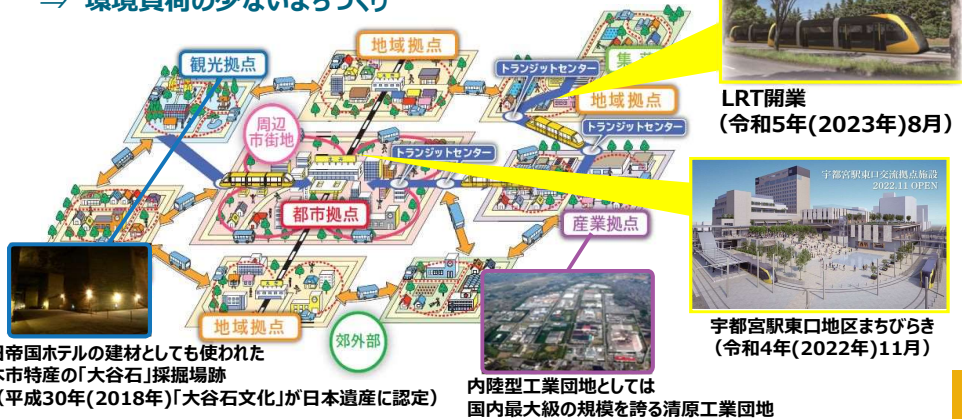 ⇒ 環境負荷の少ないまちづくり
観光拠点
地域拠点
トランジットセンター
地域拠点
トランジットセンター
周辺
市街地
トランジットセンター
都市拠点
産業拠点
地域拠点
郊外部
LRT開業
(令和5年(2023年)8月)
宇都宮駅東口交流拠点施設
2022.11 OPEN
宇都宮駅東口地区まちびらき
(令和4年(2022年)11月)
帝国ホテルの建材としても使われた
市特産の「大谷石」採掘場跡
(平成30年(2018年)「大谷石文化」が日本遺産に認定)
内陸型工業団地としては
国内最大級の規模を誇る清原工業団地